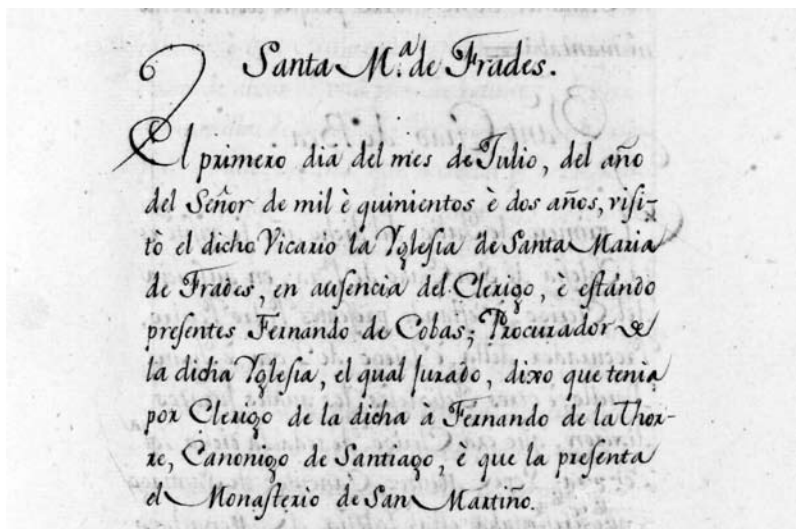 Santa M.ª de Frades.
El primero dia del mes de Julio, del año
del Señor de mil è quinientos è dos años, visi-
tò el dicho Vicario la Yglesia de Santa Maria
de Frades, en ausencia del Clerigo, è estãdo
presentes Fernando de Cobas; Procurador de
la dicha Yglesia, el qual jurado, dixo que tenia
por Clerigo de la dicha a Fernando de la Thor-
re, Canonigo de Santiago, è que la presenta
el Monasterio de San Martiño.